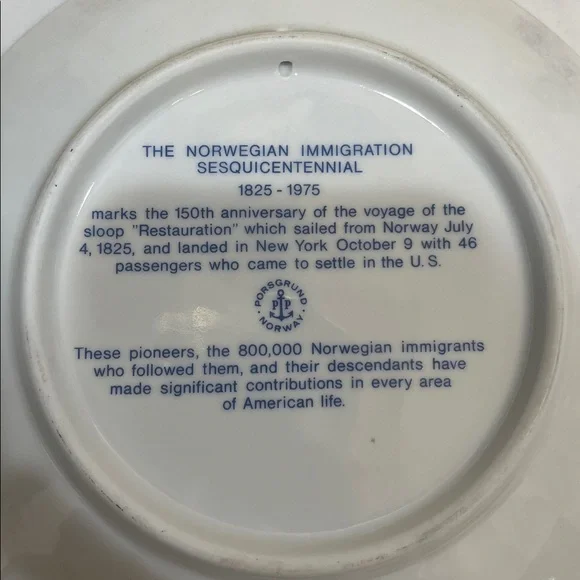 THE NORWEGIAN IMMIGRATION
SESQUICENTENNIAL
1825 - 1975
marks the 150th anniversary of the voyage of the
sloop "Restauration" which sailed from Norway July
4, 1825, and landed in New York October 9 with 46
passengers who came to settle in the U. S.
PORSGRUND
P P
NORWAY
These pioneers, the 800,000 Norwegian immigrants
who followed them, and their descendants have
made significant contributions in every area
of American life.